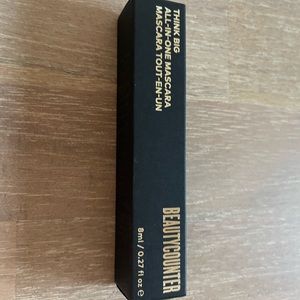 THINK BIG
ALL-IN-ONE MASCARA
MASCARA TOUT-EN-UN
BEAUTYCOUNTER
8ml / 0.27 fl oz ℮